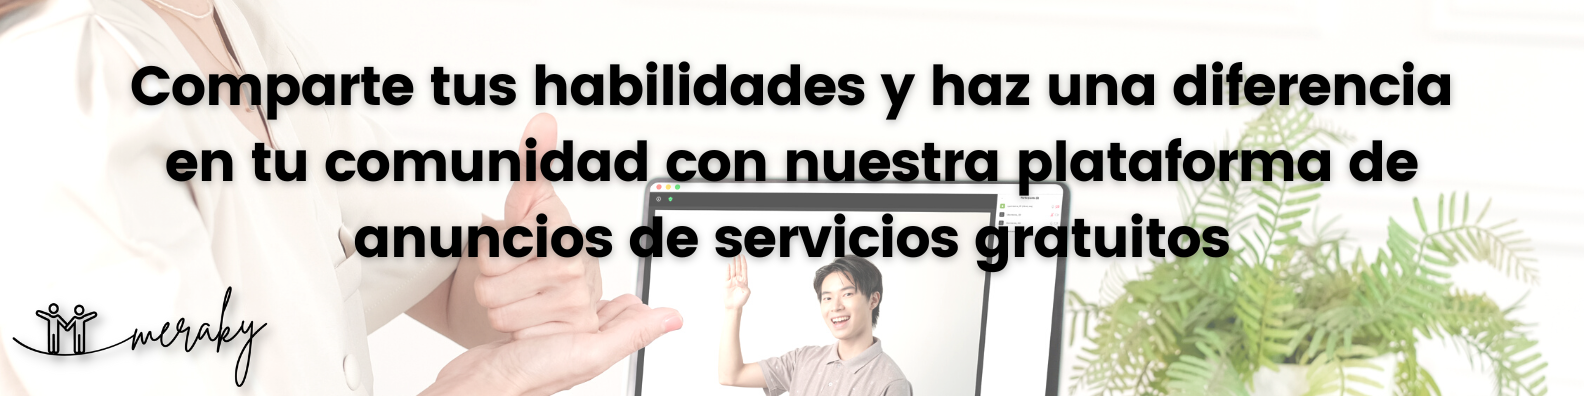 Comparte tus habilidades y haz una diferencia
en tu comunidad con nuestra plataforma de
anuncios de servicios gratuitos
meraky